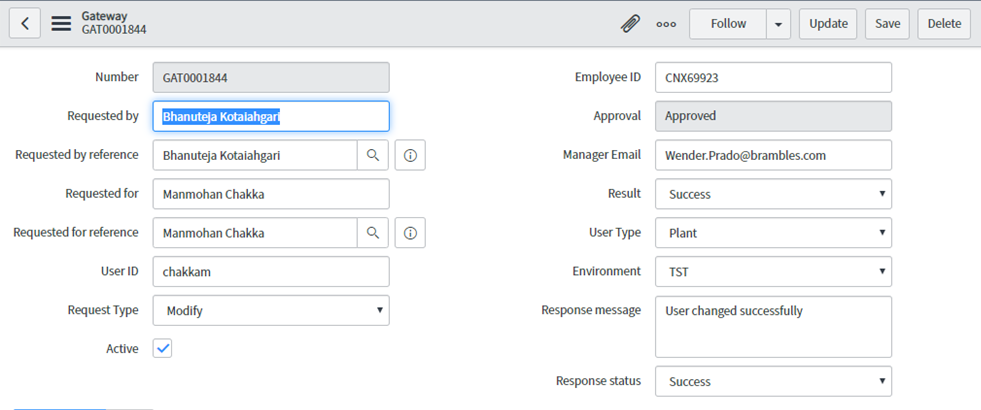 Gateway
GAT0001844
Follow
Update
Save
Delete
Number GAT0001844
Requested by Bhanuteja Kotaiahgari
Requested by reference Bhanuteja Kotaiahgari
Requested for Manmohan Chakka
Requested for reference Manmohan Chakka
User ID chakkam
Request Type Modify
Active
Employee ID CNX69923
Approval Approved
Manager Email Wender.Prado@brambles.com
Result Success
User Type Plant
Environment TST
Response message User changed successfully
Response status Success